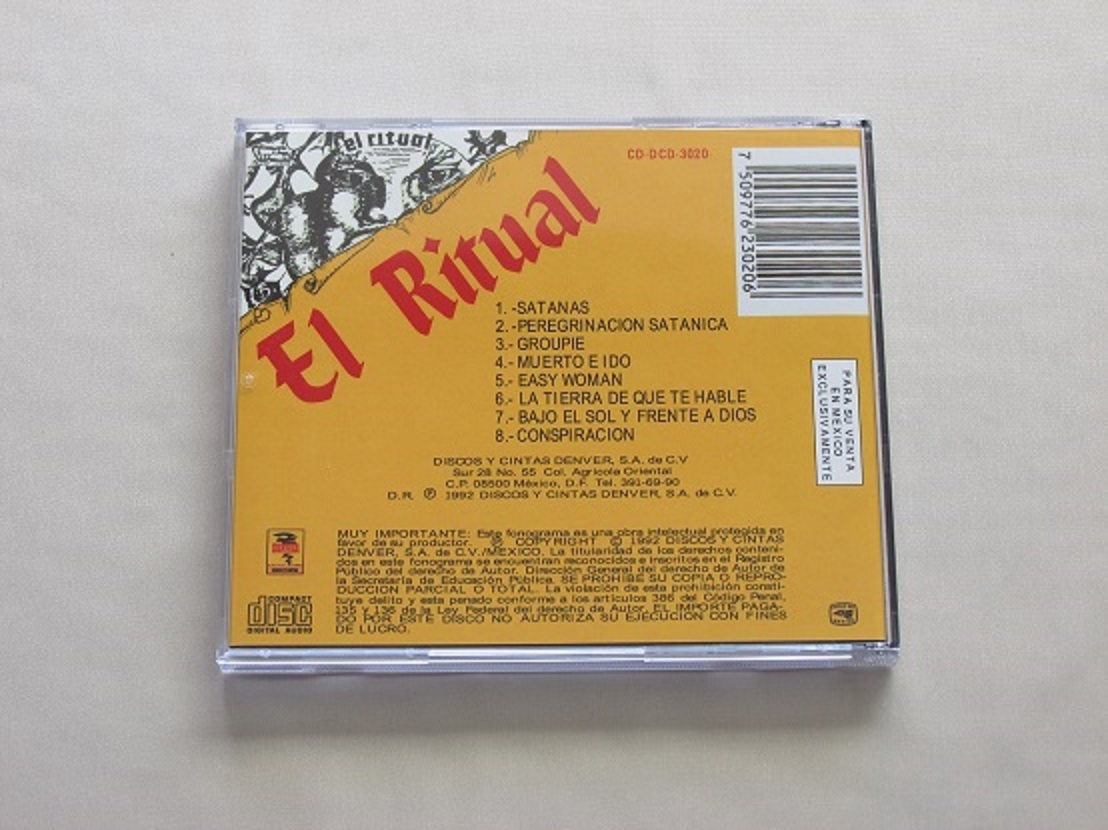 el ritual
CD-DCD-3020
7 509776 230206
El Ritual
1. -SATANAS
2. -PEREGRINACION SATANICA
3.- GROUPIE
4.- MUERTO E IDO
5.- EASY WOMAN
6.- LA TIERRA DE QUE TE HABLE
7.- BAJO EL SOL Y FRENTE A DIOS
8.- CONSPIRACION
PARA SU VENTA
EN MEXICO
EXCLUSIVAMENTE
DISCOS Y CINTAS DENVER, S.A. de C.V
Sur 28 No. 55 Col. Agrícola Oriental
C.P. 08500 México, D.F. Tel. 391-69-90
D.R. ℗ 1992 DISCOS Y CINTAS DENVER, S.A. de C.V.
MUY IMPORTANTE: Este fonograma es una obra intelectual protegida en
favor de su productor. ℗ COPYRIGHT © 1992 DISCOS Y CINTAS
DENVER, S.A. de C.V./MEXICO. La titularidad de los derechos conteni-
dos en este fonograma se encuentran reconocidos e inscritos en el Registro
Público del derecho de Autor. Dirección General del derecho de Autor de
la Secretaría de Educación Pública. SE PROHIBE SU COPIA O REPRO-
DUCCION PARCIAL O TOTAL. La violación de esta prohibición consti-
tuye delito y esta penado conforme a los artículos 386 del Código Penal,
135 y 136 de la Ley Federal del derecho de Autor. EL IMPORTE PAGA-
DO POR ESTE DISCO NO AUTORIZA SU EJECUCION CON FINES
DE LUCRO.
COMPACT
disc
DIGITAL AUDIO